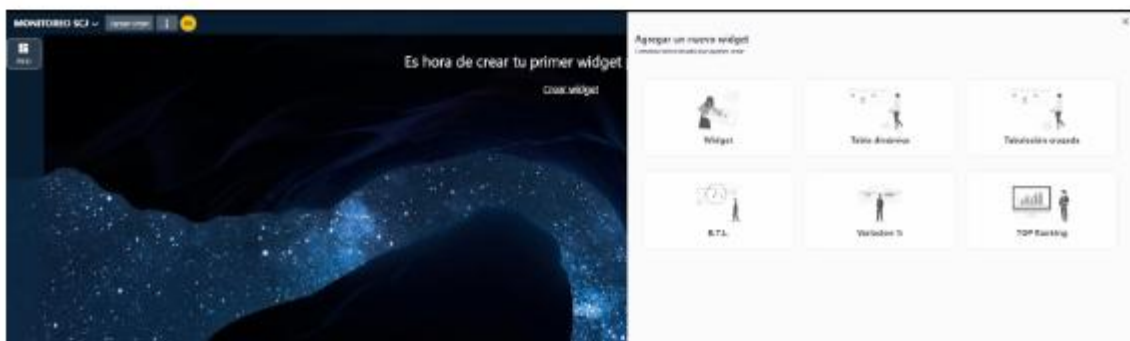 MONITOREO SCJ
Es hora de crear tu primer widget
Crear widget
Agregar un nuevo widget
Widget
Tabla dinámica
Tabulación cruzada
B.T.L.
Variación %
TOP Ranking